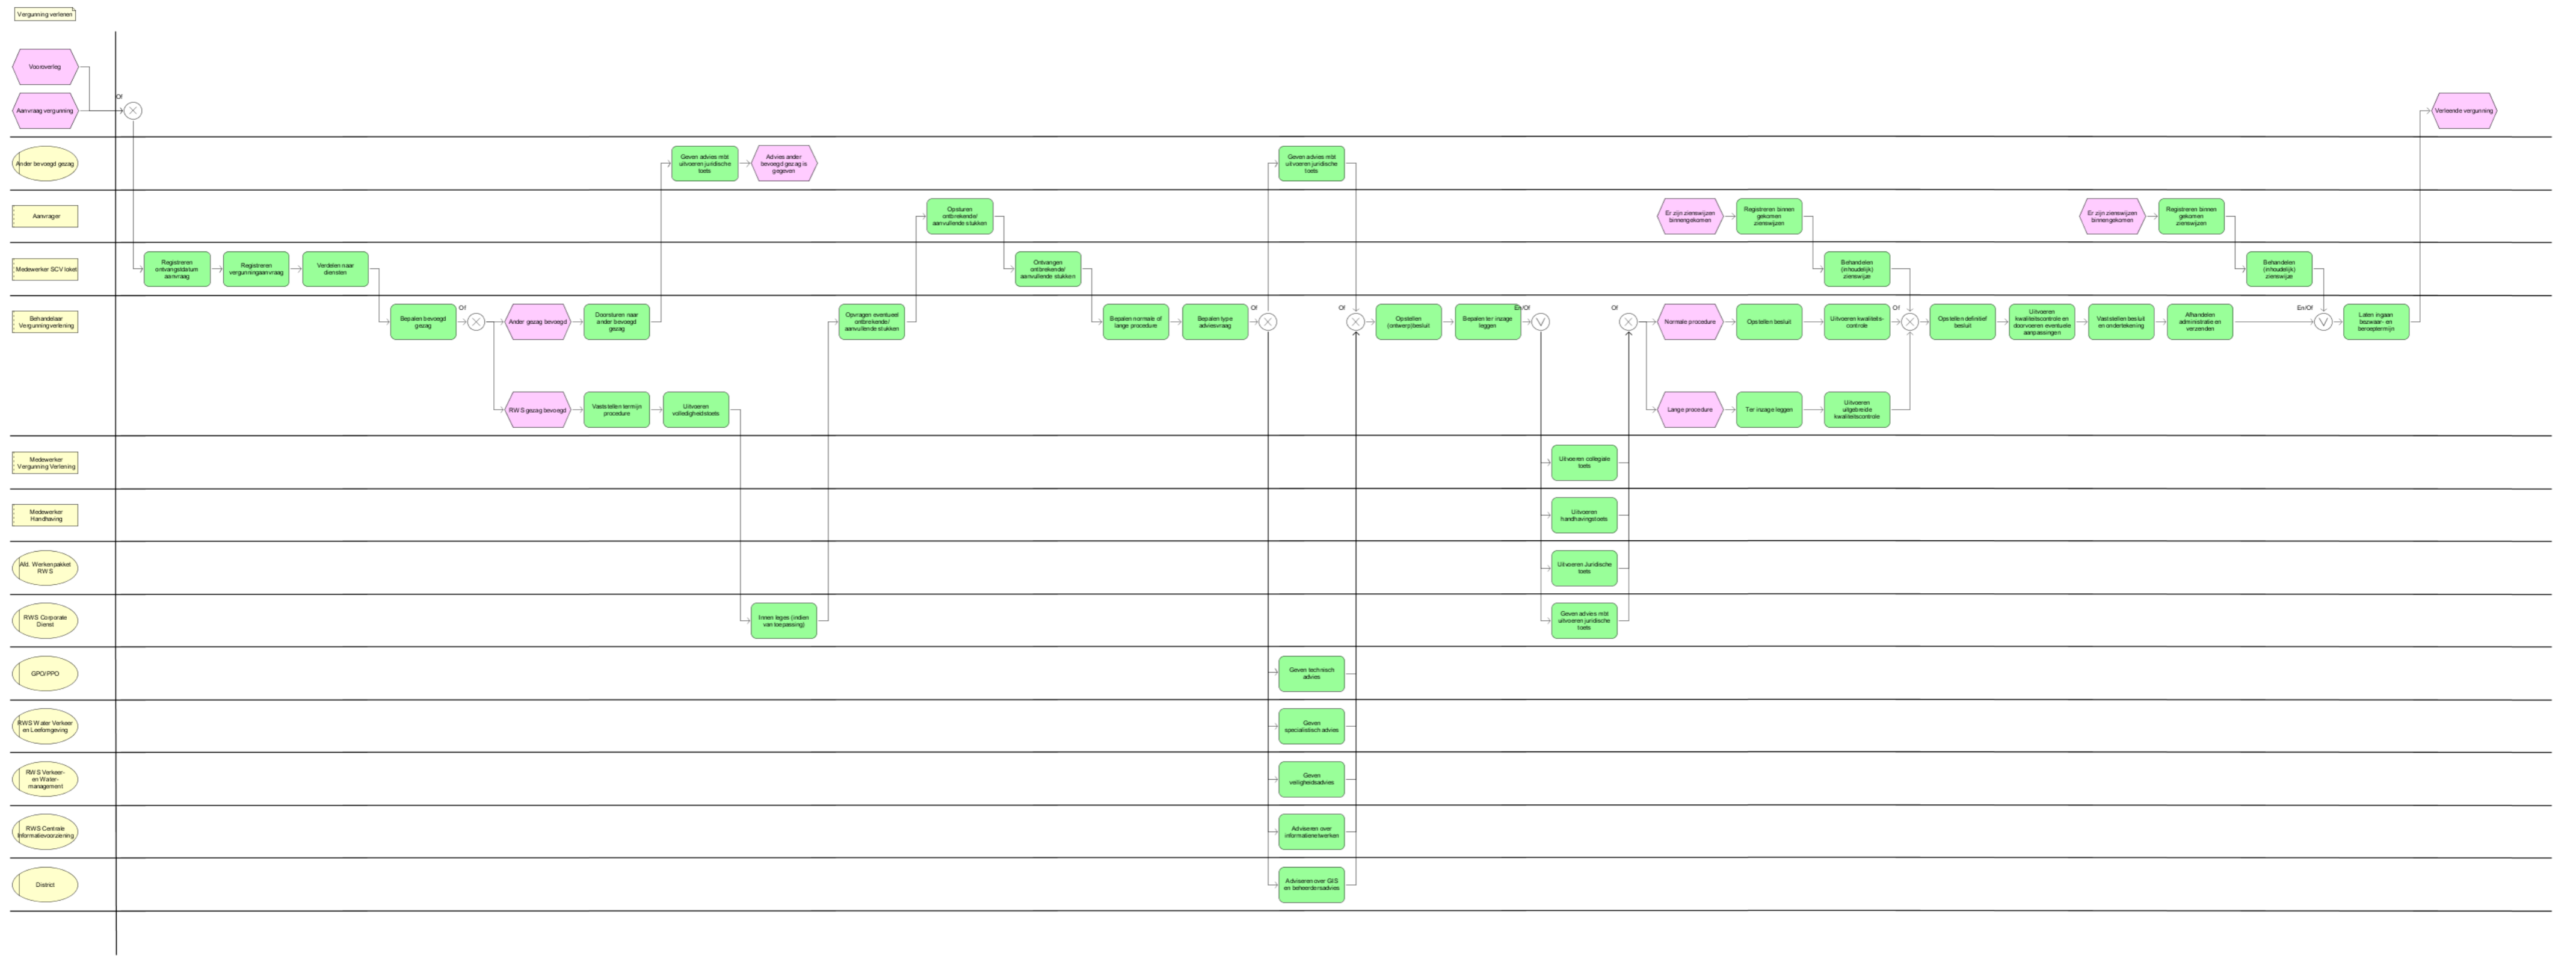 Vergunning verlenen
Vooroverleg
Of
Aanvraag vergunning
Verleende vergunning
Ander bevoegd gezag
Geven advies mbt
uitvoeren juridische
toets
Advies ander
bevoegd gezag is
gegeven
Geven advies mbt
uitvoeren juridische
toets
Aanvrager
Opsturen
ontbrekende/
aanvullende stukken
Er zijn zienswijzen
binnengekomen
Registreren binnen
gekomen
zienswijzen
Er zijn zienswijzen
binnengekomen
Registreren binnen
gekomen
zienswijzen
Medewerker SCV loket
Registreren
ontvangstdatum
aanvraag
Registreren
vergunningaanvraag
Verdelen naar
diensten
Ontvangen
ontbrekende/
aanvullende stukken
Behandelen
(inhoudelijk)
zienswijze
Behandelen
(inhoudelijk)
zienswijze
Behandelaar
Vergunningverlening
Bepalen bevoegd
gezag
Of
Ander gezag bevoegd
Doorsturen naar
ander bevoegd
gezag
Opvragen eventueel
ontbrekende/
aanvullende stukken
Bepalen normale of
lange procedure
Bepalen type
adviesvraag
Of
Of
Opstellen
(ontwerp)besluit
Bepalen ter inzage
leggen
En/Of
Of
Normale procedure
Opstellen besluit
Uitvoeren kwaliteits-
controle
Of
Opstellen definitief
besluit
Uitvoeren
kwaliteitscontrole en
doorvoeren eventuele
aanpassingen
Vaststellen besluit
en ondertekening
Afhandelen
administratie en
verzenden
En/Of
Laten ingaan
bezwaar- en
beroeptermijn
RWS gezag bevoegd
Vaststellen termijn
procedure
Uitvoeren
volledigheidstoets
Lange procedure
Ter inzage leggen
Uitvoeren
uitgebreide
kwaliteitscontrole
Medewerker
Vergunning Verlening
Uitvoeren collegiale
toets
Medewerker
Handhaving
Uitvoeren
handhavingstoets
Afd. Werkenpakket
RWS
Uitvoeren Juridische
toets
RWS Corporate
Dienst
Innen leges (indien
van toepassing)
Geven advies mbt
uitvoeren juridische
toets
GPO/PPO
Geven technisch
advies
RWS Water Verkeer
en Leefomgeving
Geven
specialistisch advies
RWS Verkeer-
en Water-
management
Geven
veiligheidsadvies
RWS Centrale
Informatievoorziening
Adviseren over
informatienetwerken
District
Adviseren over GIS
en beheerdersadvies